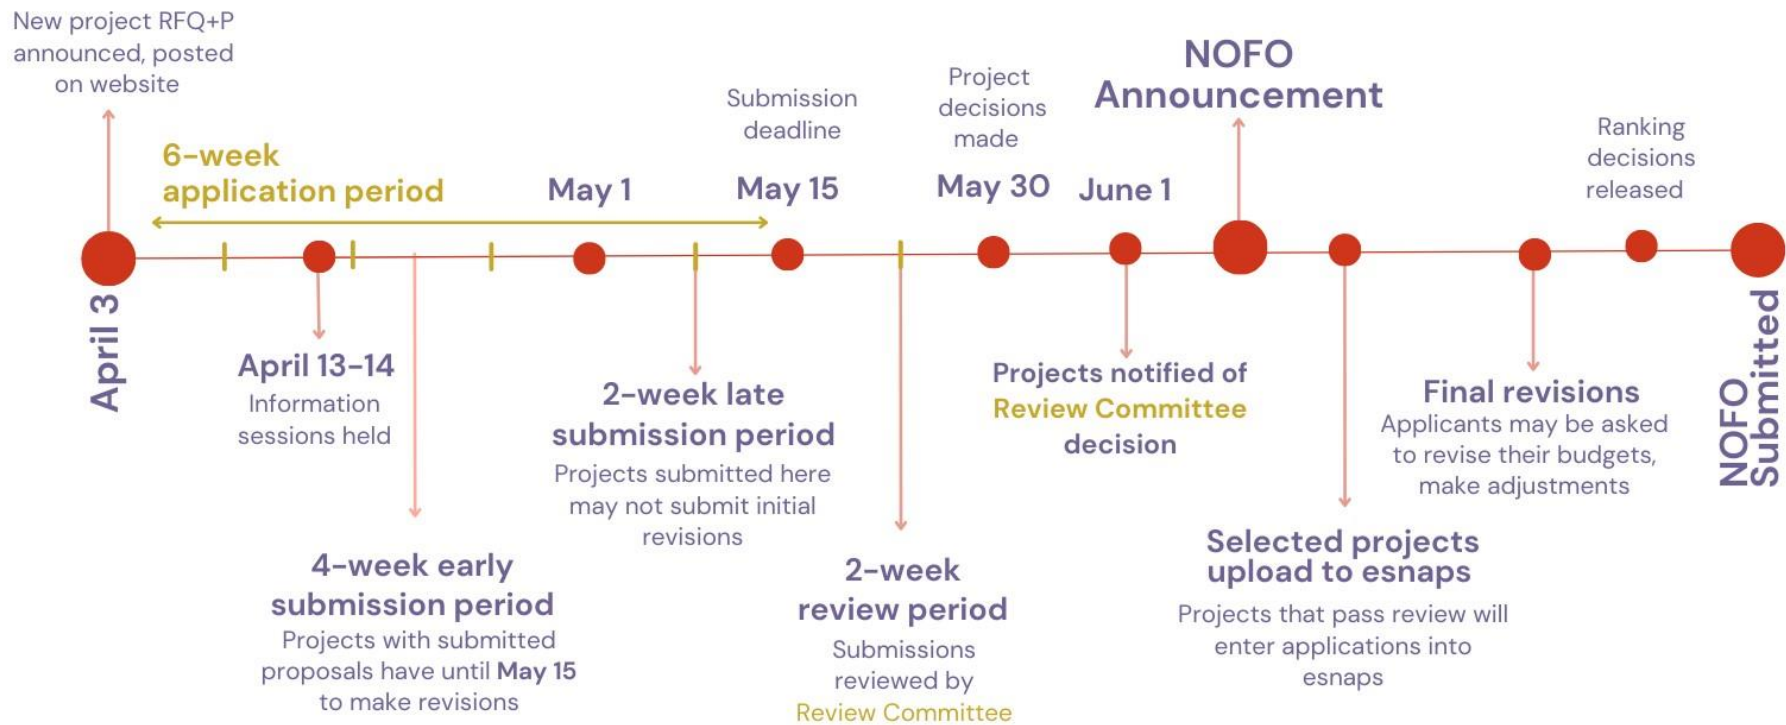 New project RFQ+P
announced, posted
on website
6-week
application period
May 1
Submission
deadline
May 15
Project
decisions
made
May 30
June 1
NOFO
Announcement
Ranking
decisions
released
April 3
April 13-14
Information
sessions held
4-week early
submission period
Projects with submitted
proposals have until May 15
to make revisions
2-week late
submission period
Projects submitted here
may not submit initial
revisions
2-week
review period
Submissions
reviewed by
Review Committee
Projects notified of
Review Committee
decision
Selected projects
upload to esnaps
Projects that pass review will
enter applications into
esnaps
Final revisions
Applicants may be asked
to revise their budgets,
make adjustments
NOFO
Submitted